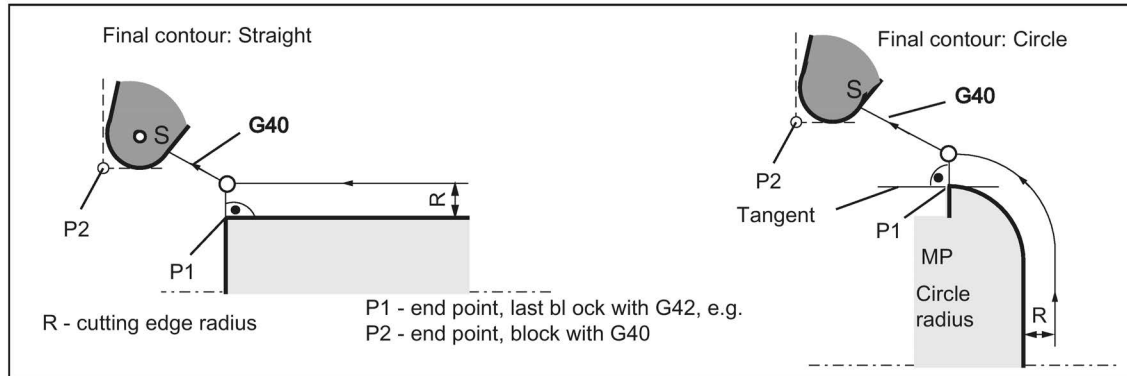 Final contour: Straight
S
G40
P2
R
P1
R - cutting edge radius
P1 - end point, last bl ock with G42, e.g.
P2 - end point, block with G40
Final contour: Circle
S
G40
P2
Tangent
P1
MP
Circle
radius
R